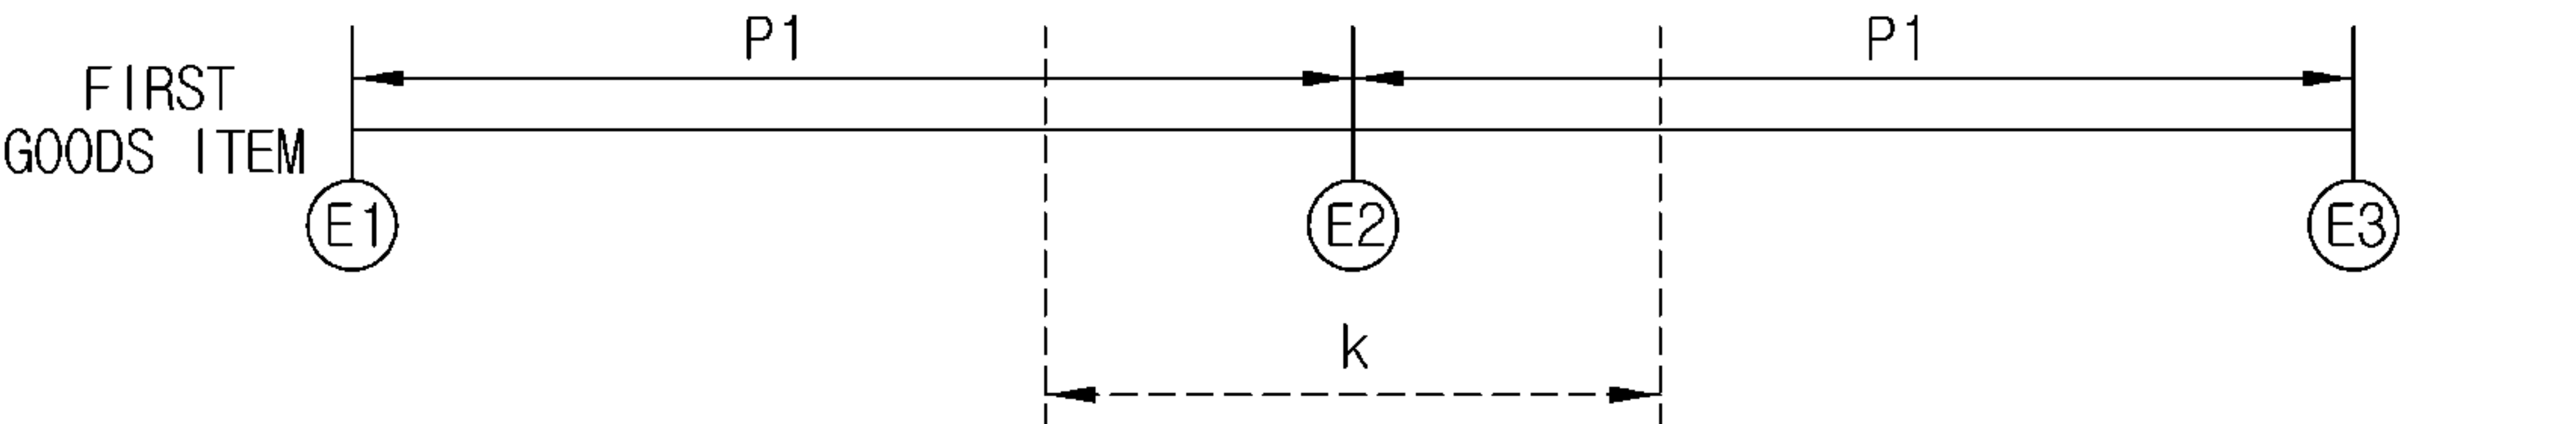 P1 P1
FIRST
GOODS ITEM
E1 E2 E3
k